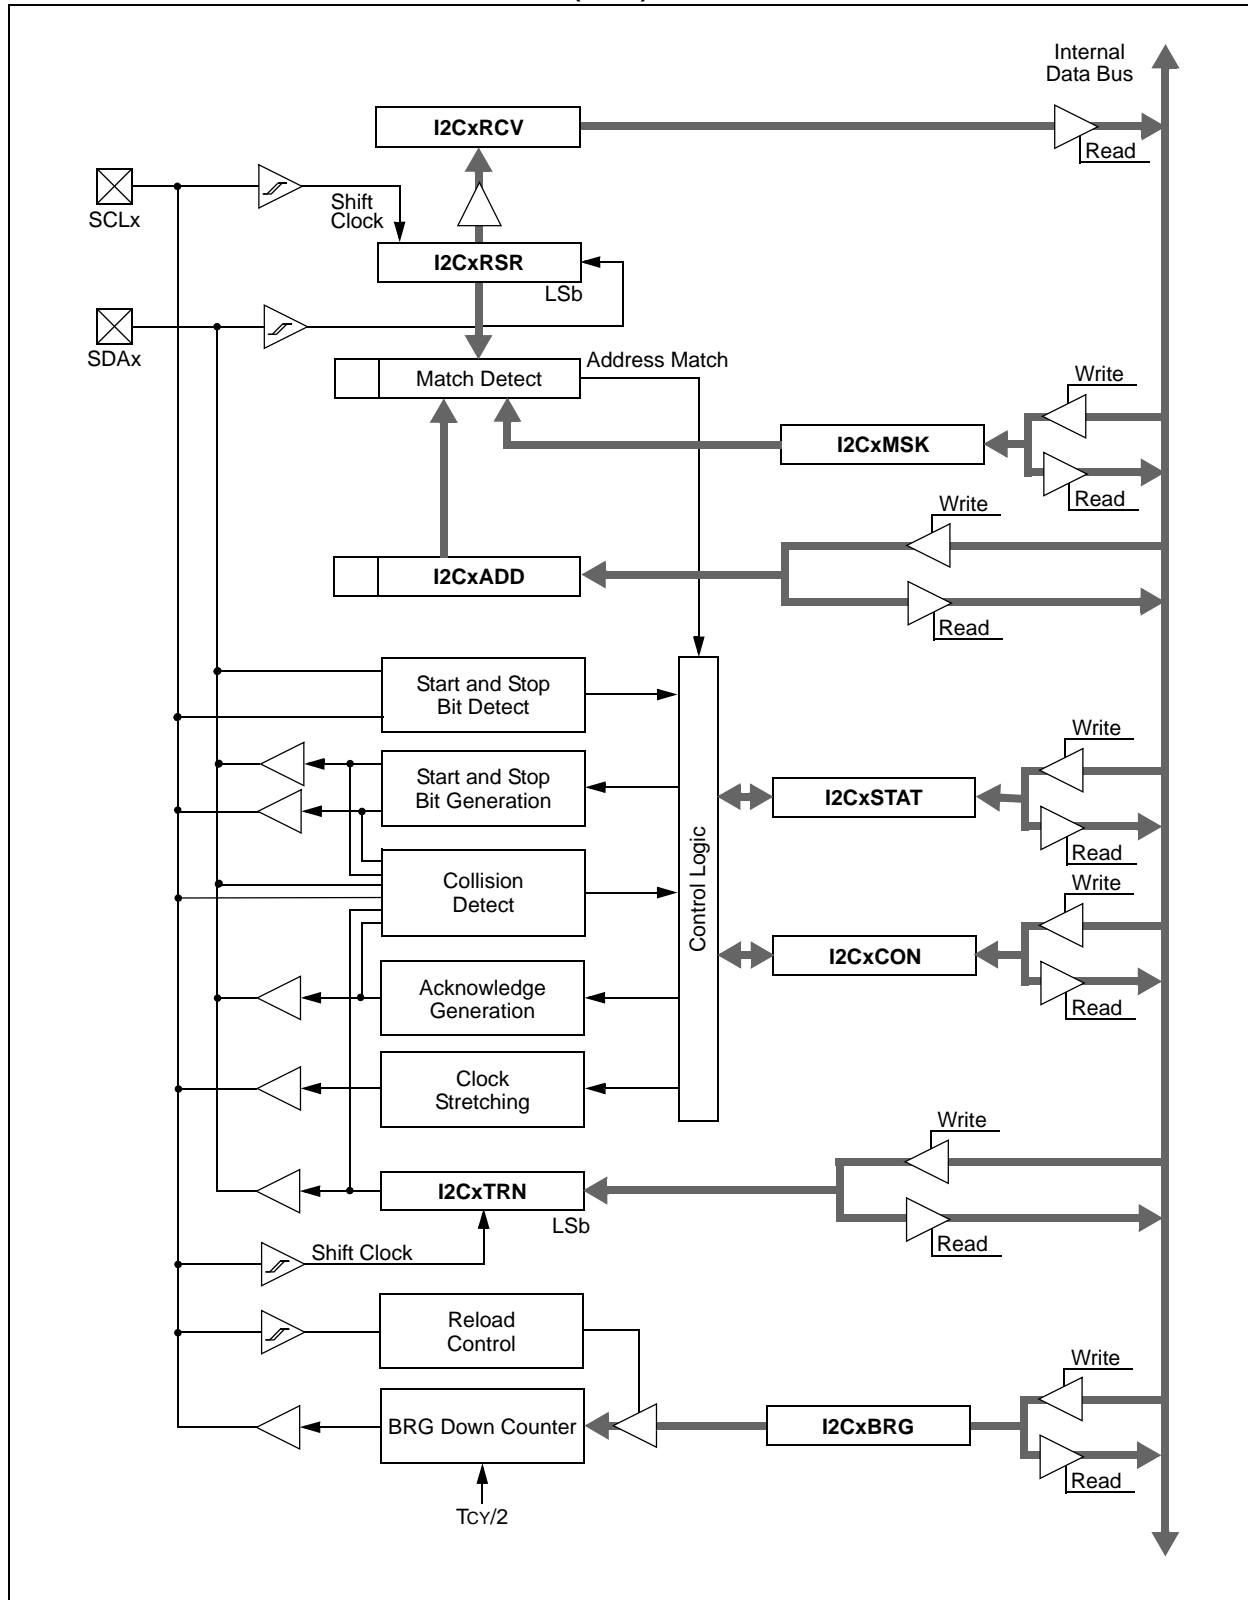 Internal
Data Bus
I2CxRCV
Read
SCLx
Shift
Clock
I2CxRSR
LSb
SDAx
Address Match
Match Detect
Write
I2CxMSK
Read
Write
I2CxADD
Read
Start and Stop
Bit Detect
Write
Start and Stop
Bit Generation
I2CxSTAT
Read
Control Logic
Collision
Detect
Write
I2CxCON
Acknowledge
Generation
Read
Clock
Stretching
Write
I2CxTRN
LSb
Read
Shift Clock
Reload
Control
Write
BRG Down Counter
I2CxBRG
Read
TCY/2